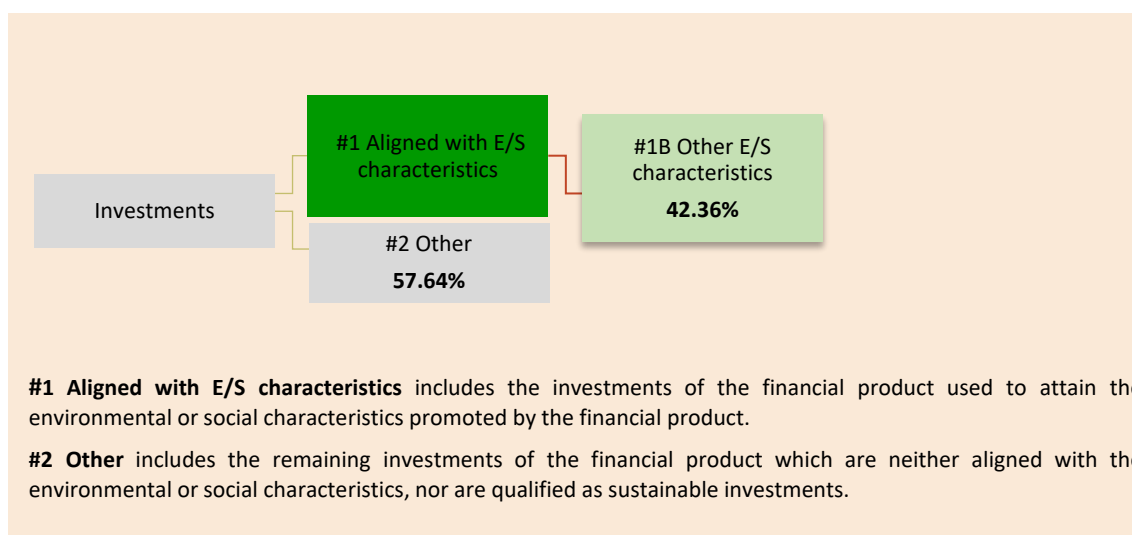 #1 Aligned with E/S
characteristics
#1B Other E/S
characteristics
42.36%
Investments
#2 Other
57.64%
#1 Aligned with E/S characteristics includes the investments of the financial product used to attain the
environmental or social characteristics promoted by the financial product.
#2 Other includes the remaining investments of the financial product which are neither aligned with the
environmental or social characteristics, nor are qualified as sustainable investments.